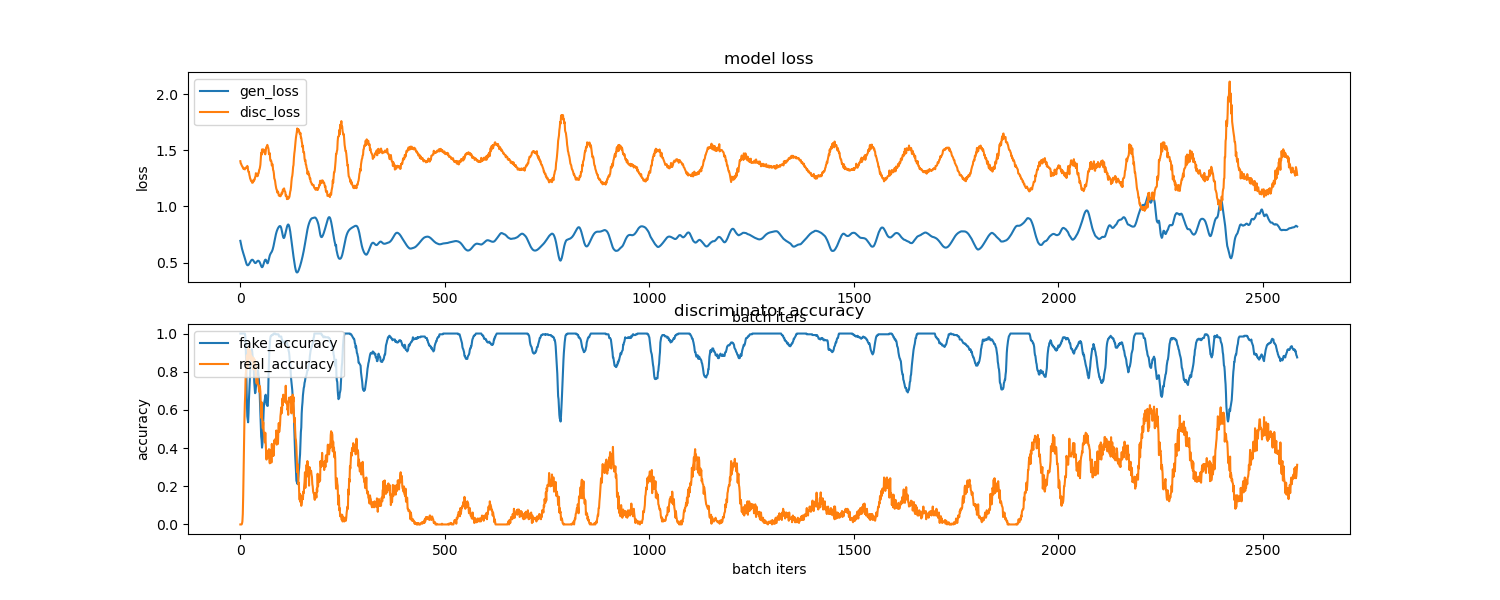 model loss
gen_loss
disc_loss
2.0
1.5
1.0
0.5
loss
0 500 1000 1500 2000 2500
batch iters
discriminator accuracy
fake_accuracy
real_accuracy
1.0
0.8
0.6
0.4
0.2
0.0
accuracy
0 500 1000 1500 2000 2500
batch iters